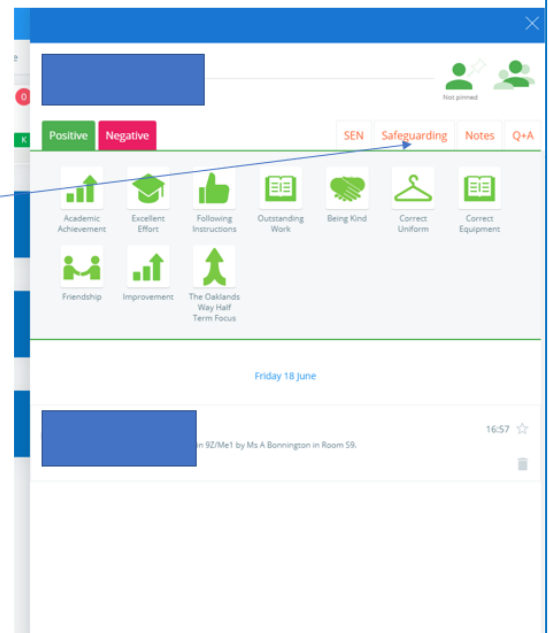 e
0
Not pinned
K
Positive Negative SEN Safeguarding Notes Q+A
Academic Achievement
Excellent Effort
Following Instructions
Outstanding Work
Being Kind
Correct Uniform
Correct Equipment
Friendship
Improvement
The Oaklands Way Half Term Focus
Friday 18 June
16:57
in 9Z/Me1 by Ms A Bonnington in Room S9.